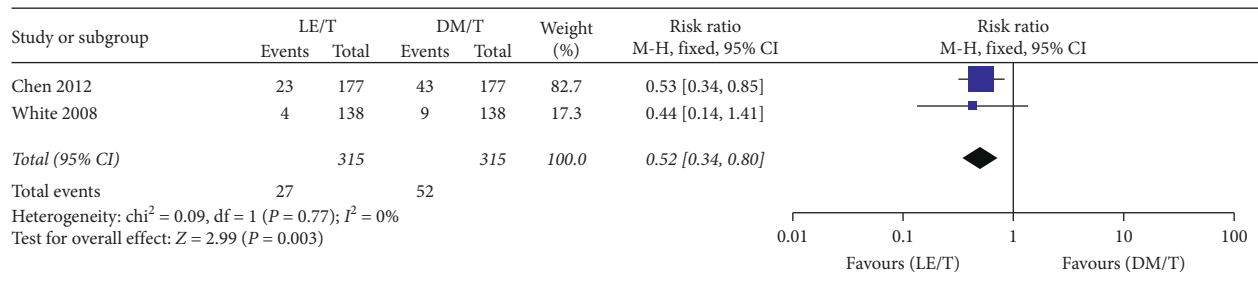 Study or subgroup LE/T DM/T Weight (%) Risk ratio Risk ratio
Events Total Events Total M-H, fixed, 95% CI M-H, fixed, 95% CI
Chen 2012 23 177 43 177 82.7 0.53 [0.34, 0.85]
White 2008 4 138 9 138 17.3 0.44 [0.14, 1.41]
Total (95% CI) 315 315 100.0 0.52 [0.34, 0.80]
Total events 27 52
Heterogeneity: chi² = 0.09, df = 1 (P = 0.77); I² = 0%
Test for overall effect: Z = 2.99 (P = 0.003)
0.01 0.1 1 10 100
Favours (LE/T) Favours (DM/T)